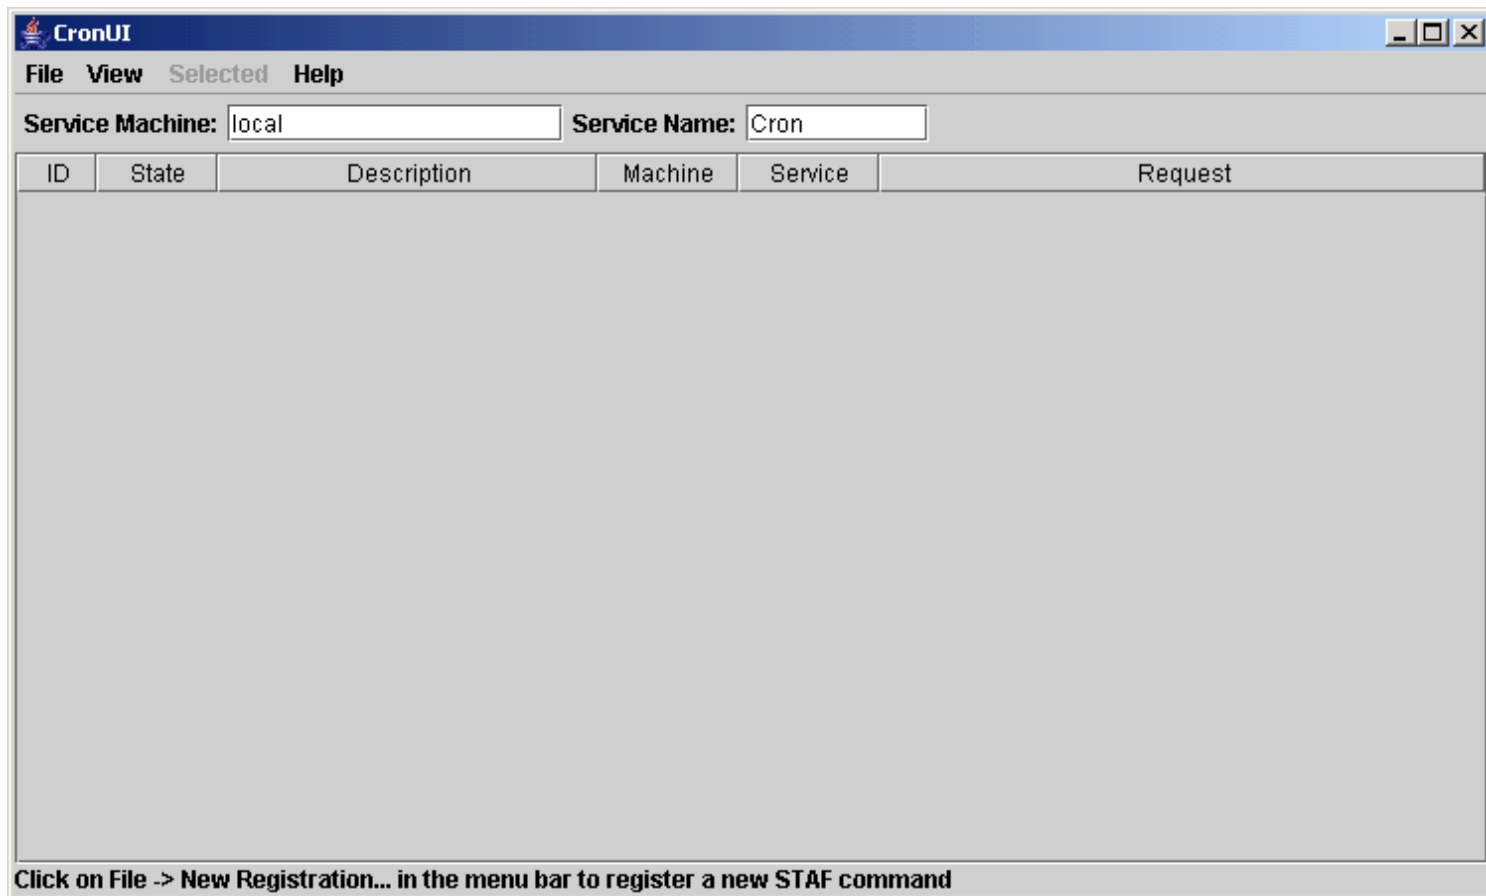 CronUI
File View Selected Help
Service Machine: local Service Name: Cron
ID State Description Machine Service Request
Click on File -> New Registration... in the menu bar to register a new STAF command